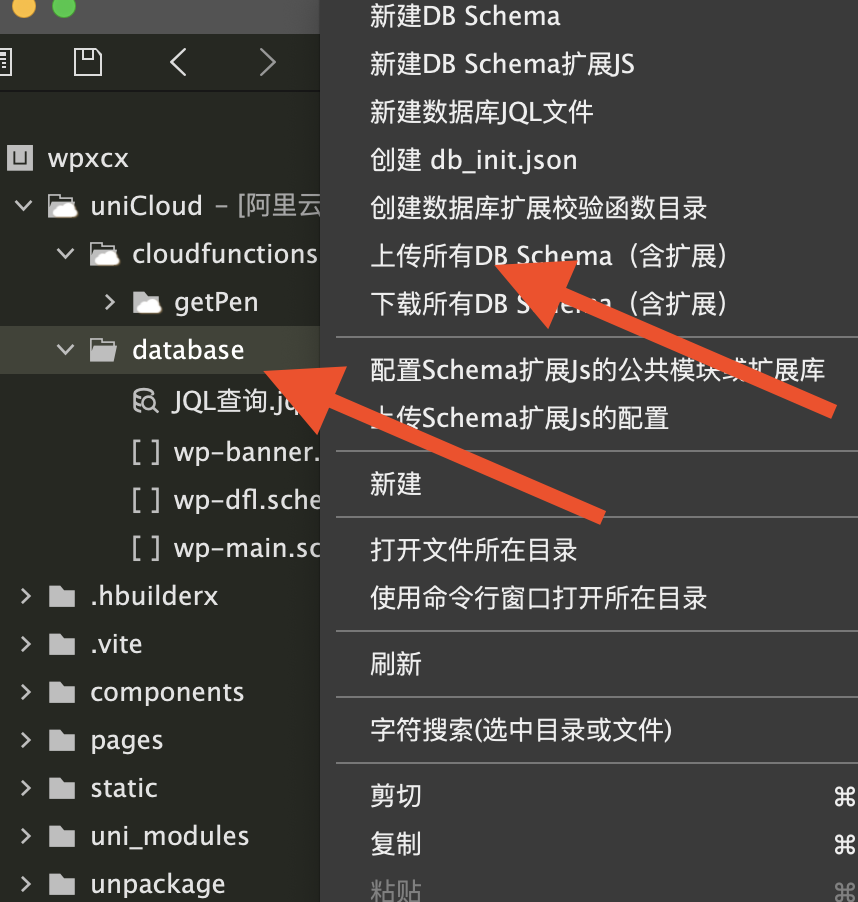 wpxcx
uniCloud - [阿里云
cloudfunctions
getPen
database
JQL查询.jq
wp-banner.
wp-dfl.sche
wp-main.sc
.hbuilderx
.vite
components
pages
static
uni_modules
unpackage
新建DB Schema
新建DB Schema扩展JS
新建数据库JQL文件
创建 db_init.json
创建数据库扩展校验函数目录
上传所有DB Schema（含扩展）
下载所有DB Schema（含扩展）
配置Schema扩展Js的公共模块或扩展库
上传Schema扩展Js的配置
新建
打开文件所在目录
使用命令行窗口打开所在目录
刷新
字符搜索(选中目录或文件)
剪切 ⌘
复制 ⌘
粘贴 ⌘